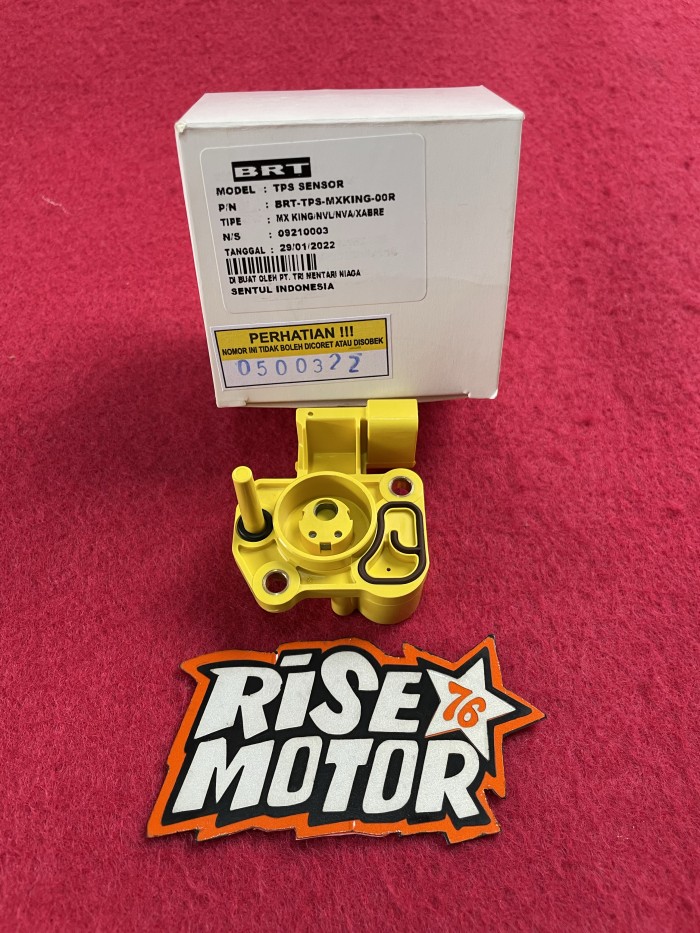 BRT
MODEL : TPS SENSOR
P/N : BRT-TPS-MXKING-00R
TIPE : MX KING/NVL/NVA/XABRE
N/S : 09210003
TANGGAL : 29/01/2022
DI BUAT OLEH PT. TRI MENTARI NIAGA
SENTUL INDONESIA
PERHATIAN !!!
NOMOR INI TIDAK BOLEH DICORET ATAU DISOBEK
0500322
RiSE 76
MOTOR